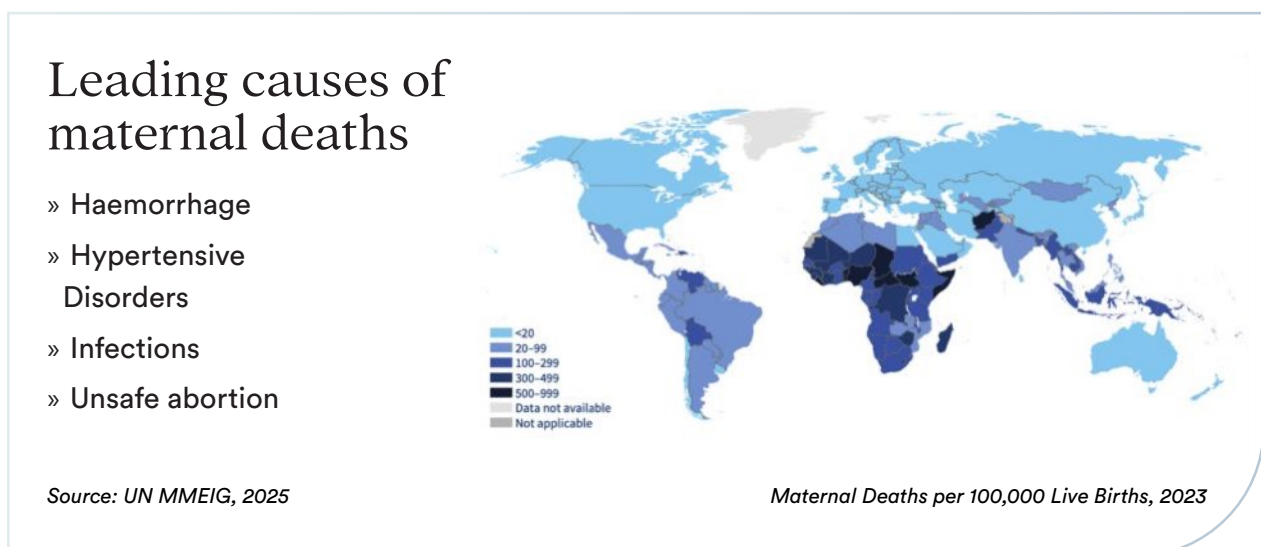 Leading causes of
maternal deaths
» Haemorrhage
» Hypertensive
Disorders
» Infections
» Unsafe abortion
<20
20–99
100–299
300–499
500–999
Data not available
Not applicable
Source: UN MMEIG, 2025
Maternal Deaths per 100,000 Live Births, 2023